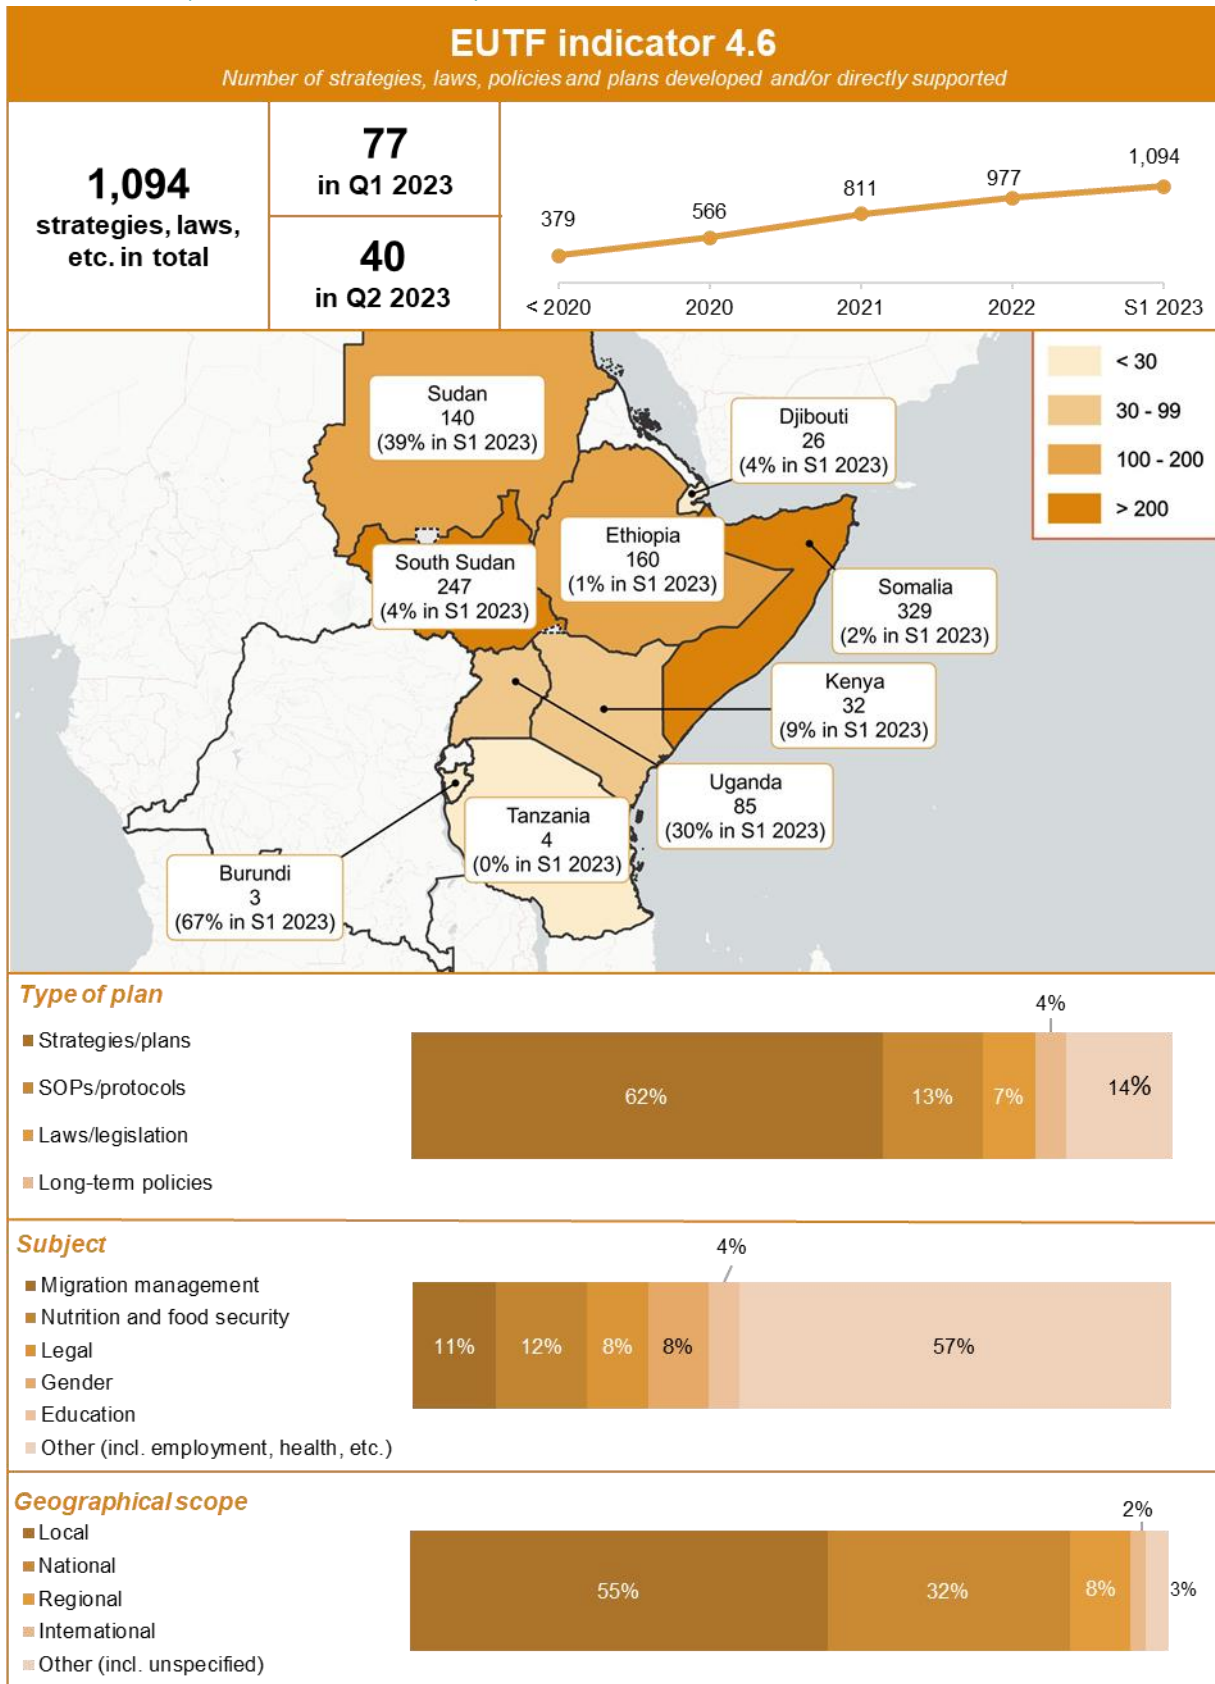 EUTF indicator 4.6
Number of strategies, laws, policies and plans developed and/or directly supported
1,094
strategies, laws,
etc. in total
77
in Q1 2023
40
in Q2 2023
379
566
811
977
1,094
< 2020
2020
2021
2022
S1 2023
< 30
30 - 99
100 - 200
> 200
Sudan
140
(39% in S1 2023)
Djibouti
26
(4% in S1 2023)
Ethiopia
160
(1% in S1 2023)
South Sudan
247
(4% in S1 2023)
Somalia
329
(2% in S1 2023)
Kenya
32
(9% in S1 2023)
Uganda
85
(30% in S1 2023)
Tanzania
4
(0% in S1 2023)
Burundi
3
(67% in S1 2023)
Type of plan
Strategies/plans
SOPs/protocols
Laws/legislation
Long-term policies
62%
13%
7%
4%
14%
Subject
Migration management
Nutrition and food security
Legal
Gender
Education
Other (incl. employment, health, etc.)
11%
12%
8%
8%
4%
57%
Geographical scope
Local
National
Regional
International
Other (incl. unspecified)
55%
32%
8%
2%
3%